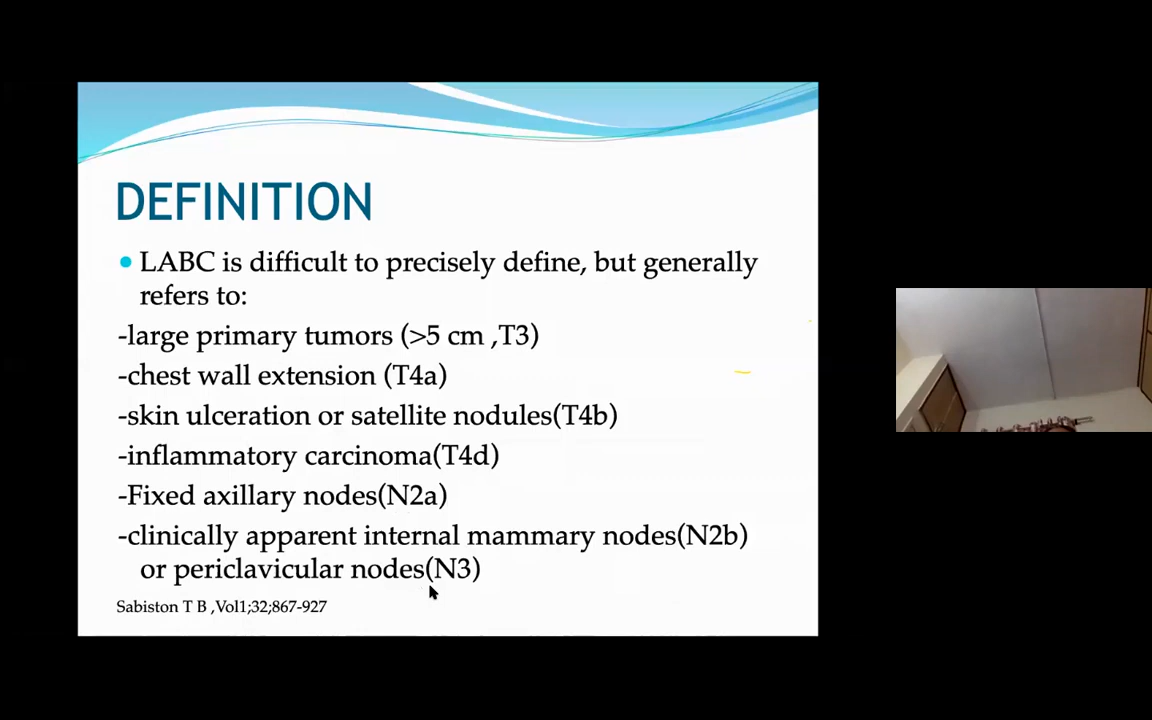 DEFINITION
LABC is difficult to precisely define, but generally
refers to:
-large primary tumors (>5 cm ,T3)
-chest wall extension (T4a)
-skin ulceration or satellite nodules(T4b)
-inflammatory carcinoma(T4d)
-Fixed axillary nodes(N2a)
-clinically apparent internal mammary nodes(N2b)
or periclavicular nodes(N3)
Sabiston T B ,Vol1;32;867-927